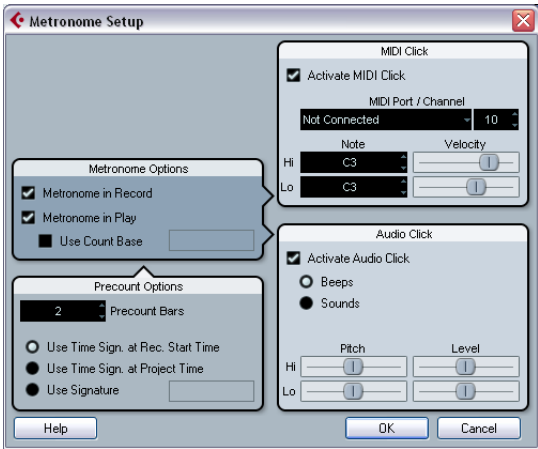 Metronome Setup
Metronome Options
Metronome in Record
Metronome in Play
Use Count Base
Precount Options
2 Precount Bars
Use Time Sign. at Rec. Start Time
Use Time Sign. at Project Time
Use Signature
MIDI Click
Activate MIDI Click
MIDI Port / Channel
Not Connected 10
Note Velocity
Hi C3
Lo C3
Audio Click
Activate Audio Click
Beeps
Sounds
Pitch Level
Hi
Lo
Help OK Cancel